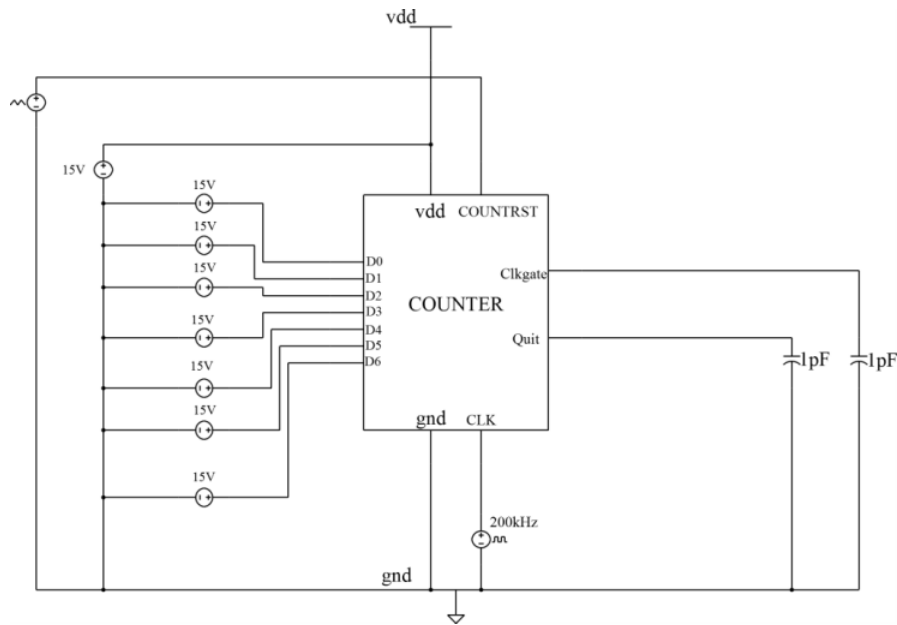 vdd
15V
15V
15V
15V
15V
15V
15V
15V
vdd
COUNTRST
D0
D1
D2
D3
D4
D5
D6
Clkgate
COUNTER
Quit
1pF
1pF
gnd
CLK
200kHz
gnd